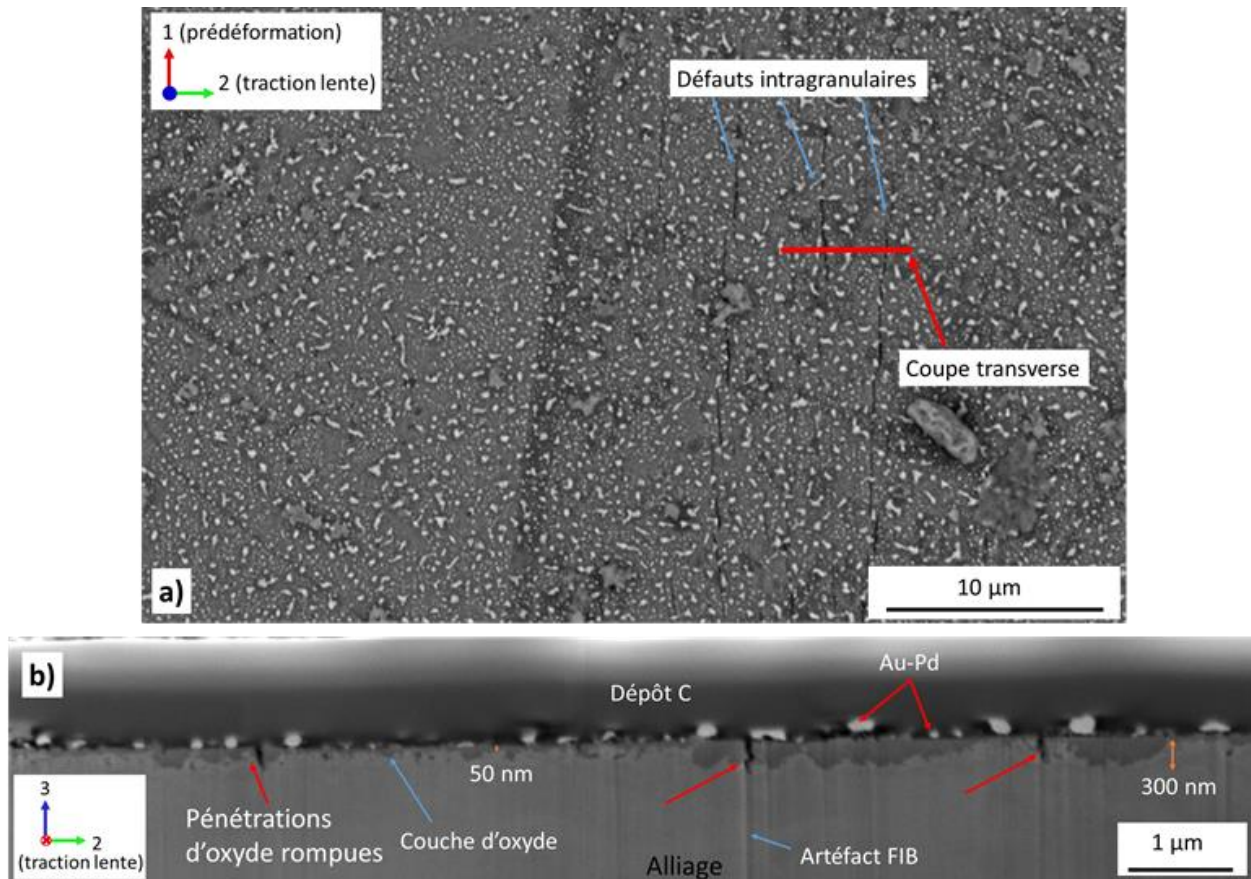 1 (prédéformation)
2 (traction lente)
Défauts intragranulaires
Coupe transverse
a)
10 µm
b)
Au-Pd
Dépôt C
50 nm
300 nm
3
2
(traction lente)
Pénétrations
d'oxyde rompues
Couche d'oxyde
Alliage
Artéfact FIB
1 µm